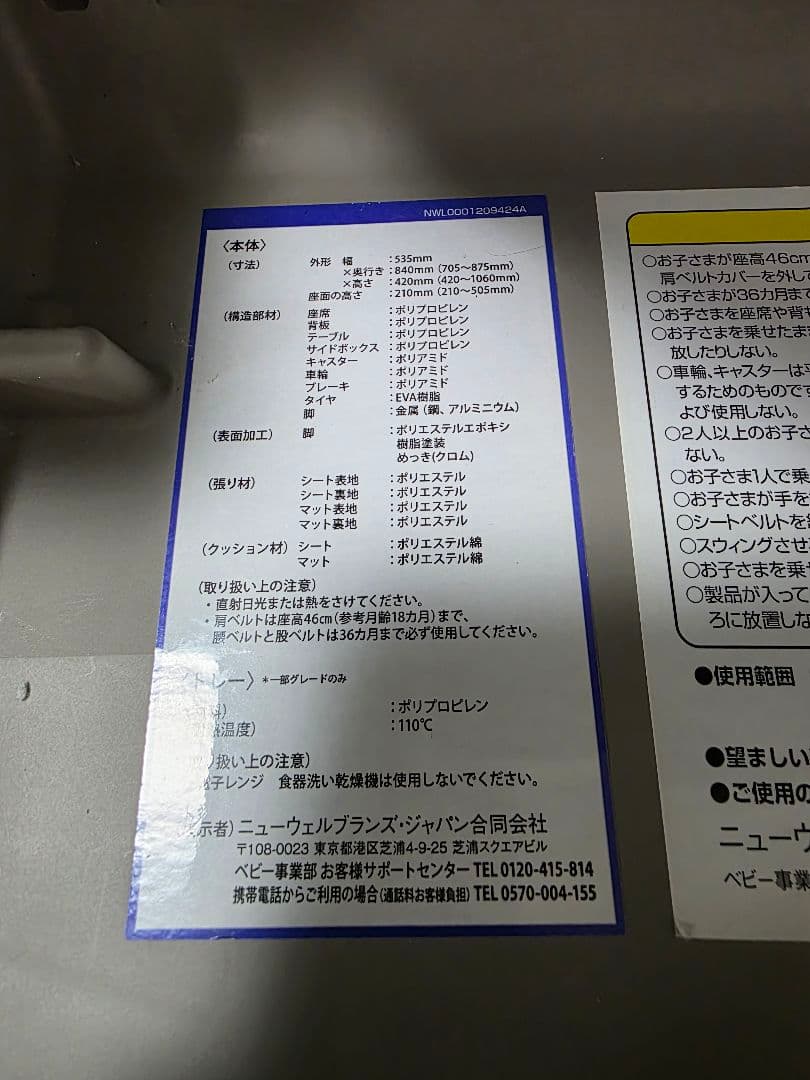 NWL0001209424A
〈本体〉
(寸法) 外形 幅 :535mm
×奥行き :840mm (705〜875mm)
×高さ :420mm (420〜1060mm)
座面の高さ :210mm (210〜505mm)
(構造部材) 座席 :ポリプロピレン
背板 :ポリプロピレン
テーブル :ポリプロピレン
サイドボックス :ポリプロピレン
キャスター :ポリアミド
車輪 :ポリアミド
ブレーキ :ポリアミド
タイヤ :EVA樹脂
脚 :金属 (鋼、アルミニウム)
(表面加工) 脚 :ポリエステルエポキシ
樹脂塗装
めっき(クロム)
(張り材) シート表地 :ポリエステル
シート裏地 :ポリエステル
マット表地 :ポリエステル
マット裏地 :ポリエステル
(クッション材) シート :ポリエステル綿
マット :ポリエステル綿
(取り扱い上の注意)
・直射日光または熱をさけてください。
・肩ベルトは座高46㎝(参考月齢18カ月)まで、
腰ベルトと股ベルトは36カ月まで必ず使用してください。
トレー〉 *一部グレードのみ
:ポリプロピレン
温度) :110℃
り扱い上の注意)
子レンジ 食器洗い乾燥機は使用しないでください。
示者)ニューウェルブランズ・ジャパン合同会社
〒108-0023 東京都港区芝浦4-9-25 芝浦スクエアビル
ベビー事業部 お客様サポートセンター TEL 0120-415-814
携帯電話からご利用の場合(通話料お客様負担) TEL 0570-004-155
○お子さまが座高46cm
肩ベルトカバーを外して
○お子さまが36カ月まで
○お子さまを座席や背も
○お子さまを乗せたまま
放したりしない。
○車輪、キャスターは平
するためのものです
よび使用しない。
○2人以上のお子さ
ない。
○お子さま1人で乗
○お子さまが手を
○シートベルトを
○スウィングさせ
○お子さまを乗せ
○製品が入って
ろに放置しな
●使用範囲
●望ましい
●ご使用の
ニューウ
ベビー事業